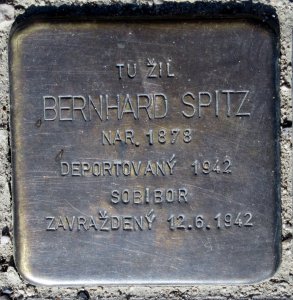 TU ŽIL
BERNHARD SPITZ
NAR. 1878
DEPORTOVANÝ 1942
SOBIBOR
ZAVRAŽDENÝ 12.6.1942